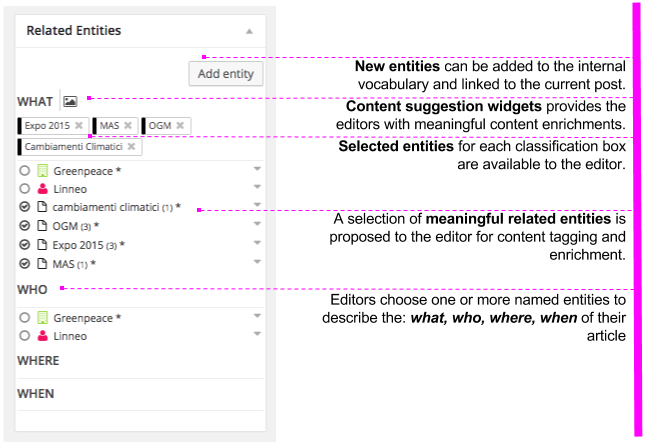 Related Entities
Add entity
WHAT
Expo 2015 ×
MAS ×
OGM ×
Cambiamenti Climatici ×
Greenpeace *
Linneo
cambiamenti climatici (1) *
OGM (3) *
Expo 2015 (3) *
MAS (1) *
WHO
Greenpeace *
Linneo
WHERE
WHEN
New entities can be added to the internal
vocabulary and linked to the current post.
Content suggestion widgets provides the
editors with meaningful content enrichments.
Selected entities for each classification box
are available to the editor.
A selection of meaningful related entities is
proposed to the editor for content tagging and
enrichment.
Editors choose one or more named entities to
describe the: what, who, where, when of their
article